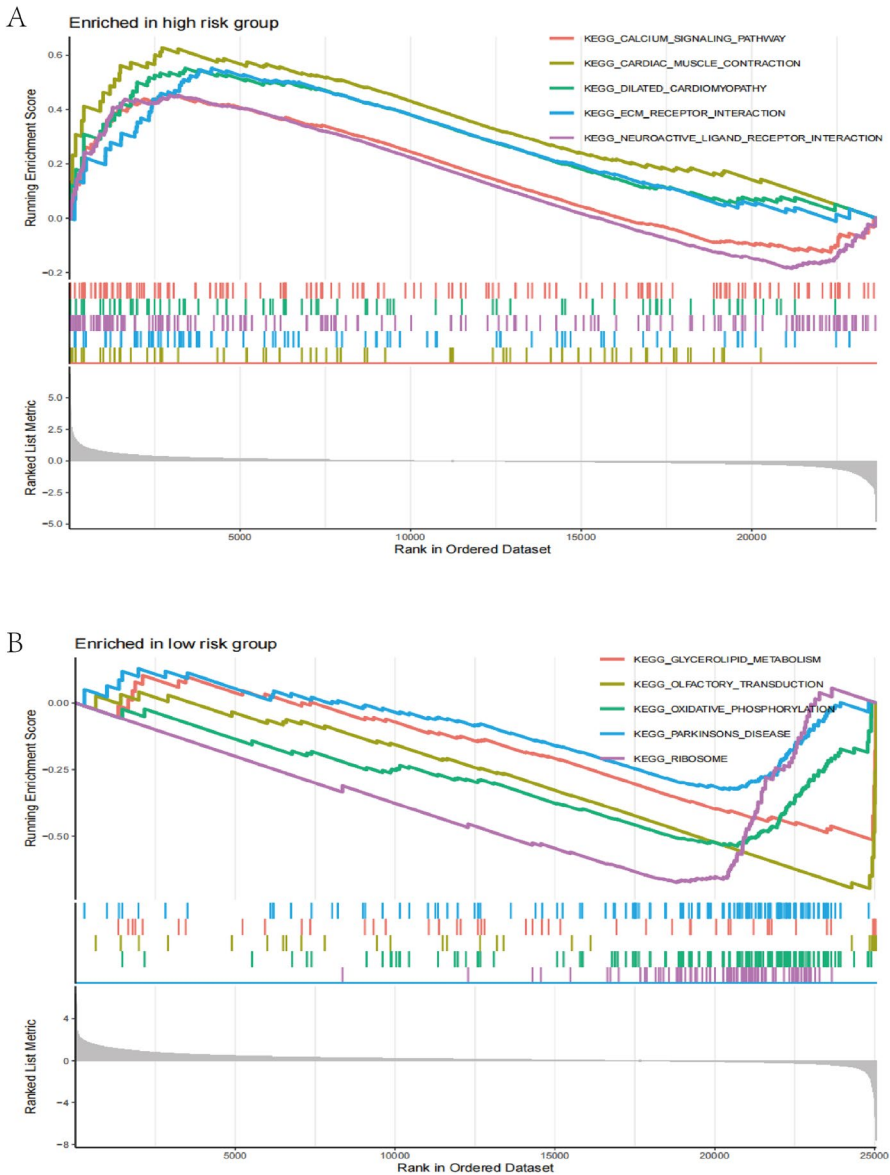 A
Enriched in high risk group
KEGG_CALCIUM_SIGNALING_PATHWAY
KEGG_CARDIAC_MUSCLE_CONTRACTION
KEGG_DILATED_CARDIOMYOPATHY
KEGG_ECM_RECEPTOR_INTERACTION
KEGG_NEUROACTIVE_LIGAND_RECEPTOR_INTERACTION
Running Enrichment Score
0.6
0.4
0.2
0.0
−0.2
Ranked List Metric
5.0
2.5
0.0
−2.5
−5.0
5000 10000 15000 20000
Rank in Ordered Dataset
B
Enriched in low risk group
KEGG_GLYCEROLIPID_METABOLISM
KEGG_OLFACTORY_TRANSDUCTION
KEGG_OXIDATIVE_PHOSPHORYLATION
KEGG_PARKINSONS_DISEASE
KEGG_RIBOSOME
Running Enrichment Score
0.00
−0.25
−0.50
Ranked List Metric
4
0
−4
−8
5000 10000 15000 20000 25000
Rank in Ordered Dataset